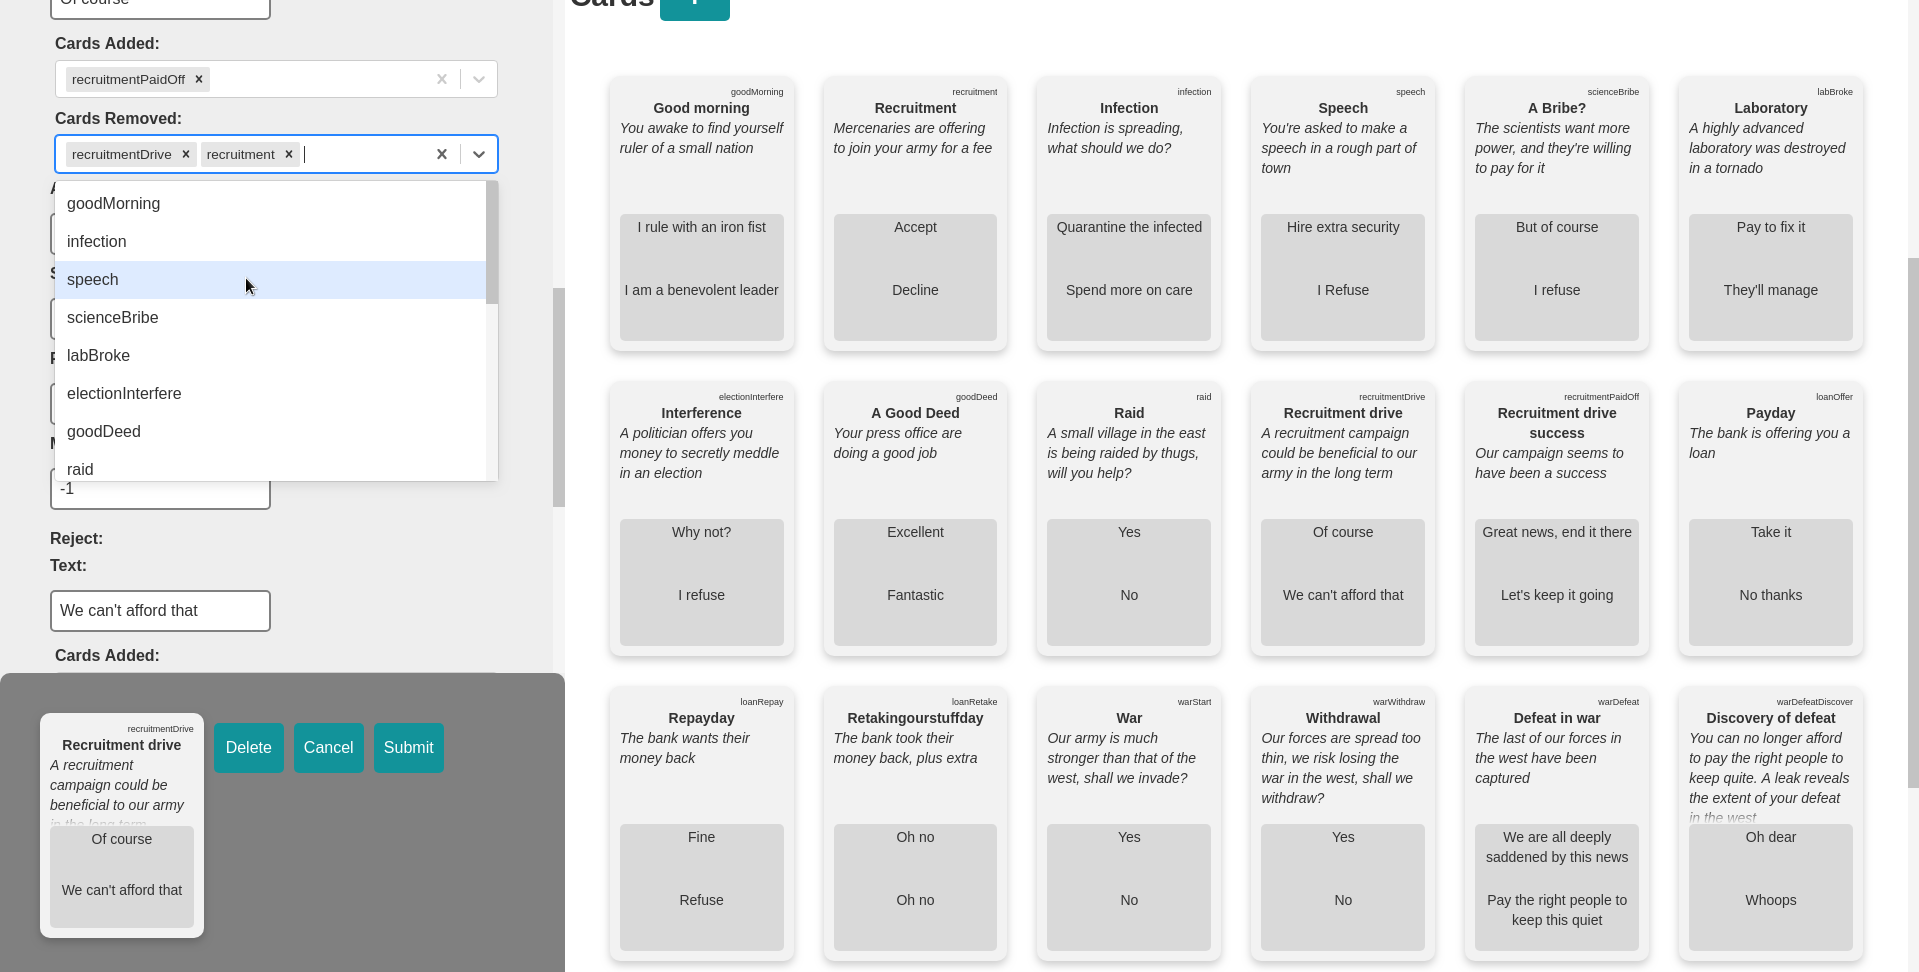 Of course
Cards Added:
recruitmentPaidOff
Cards Removed:
recruitmentDrive recruitment
goodMorning
infection
speech
scienceBribe
labBroke
electionInterfere
goodDeed
raid
-1
Reject:
Text:
We can't afford that
Cards Added:
recruitmentDrive
Recruitment drive
A recruitment
campaign could be
beneficial to our army
in the long term
Of course
We can't afford that
Delete
Cancel
Submit
Cards
goodMorning
Good morning
You awake to find yourself
ruler of a small nation
I rule with an iron fist
I am a benevolent leader
recruitment
Recruitment
Mercenaries are offering
to join your army for a fee
Accept
Decline
infection
Infection
Infection is spreading,
what should we do?
Quarantine the infected
Spend more on care
speech
Speech
You're asked to make a
speech in a rough part of
town
Hire extra security
I Refuse
scienceBribe
A Bribe?
The scientists want more
power, and they're willing
to pay for it
But of course
I refuse
labBroke
Laboratory
A highly advanced
laboratory was destroyed
in a tornado
Pay to fix it
They'll manage
electionInterfere
Interference
A politician offers you
money to secretly meddle
in an election
Why not?
I refuse
goodDeed
A Good Deed
Your press office are
doing a good job
Excellent
Fantastic
raid
Raid
A small village in the east
is being raided by thugs,
will you help?
Yes
No
recruitmentDrive
Recruitment drive
A recruitment campaign
could be beneficial to our
army in the long term
Of course
We can't afford that
recruitmentPaidOff
Recruitment drive
success
Our campaign seems to
have been a success
Great news, end it there
Let's keep it going
loanOffer
Payday
The bank is offering you a
loan
Take it
No thanks
loanRepay
Repayday
The bank wants their
money back
Fine
Refuse
loanRetake
Retakingourstuffday
The bank took their
money back, plus extra
Oh no
Oh no
warStart
War
Our army is much
stronger than that of the
west, shall we invade?
Yes
No
warWithdraw
Withdrawal
Our forces are spread too
thin, we risk losing the
war in the west, shall we
withdraw?
Yes
No
warDefeat
Defeat in war
The last of our forces in
the west have been
captured
We are all deeply
saddened by this news
Pay the right people to
keep this quiet
warDefeatDiscover
Discovery of defeat
You can no longer afford
to pay the right people to
keep quite. A leak reveals
the extent of your defeat
in the west
Oh dear
Whoops